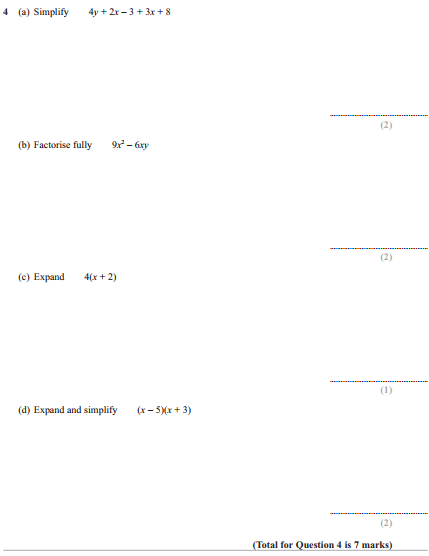 4 (a) Simplify 4y + 2x – 3 + 3x + 8
(2)
(b) Factorise fully 9x² – 6xy
(2)
(c) Expand 4(x + 2)
(1)
(d) Expand and simplify (x – 5)(x + 3)
(2)
(Total for Question 4 is 7 marks)